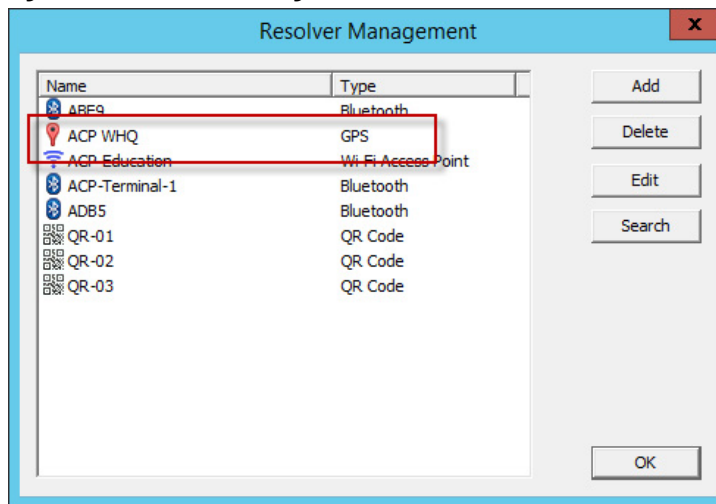 Resolver Management
x
Name Type
ABE9 Bluetooth
ACP WHQ GPS
ACP-Education Wi-Fi Access Point
ACP-Terminal-1 Bluetooth
ADB5 Bluetooth
QR-01 QR Code
QR-02 QR Code
QR-03 QR Code
Add
Delete
Edit
Search
OK